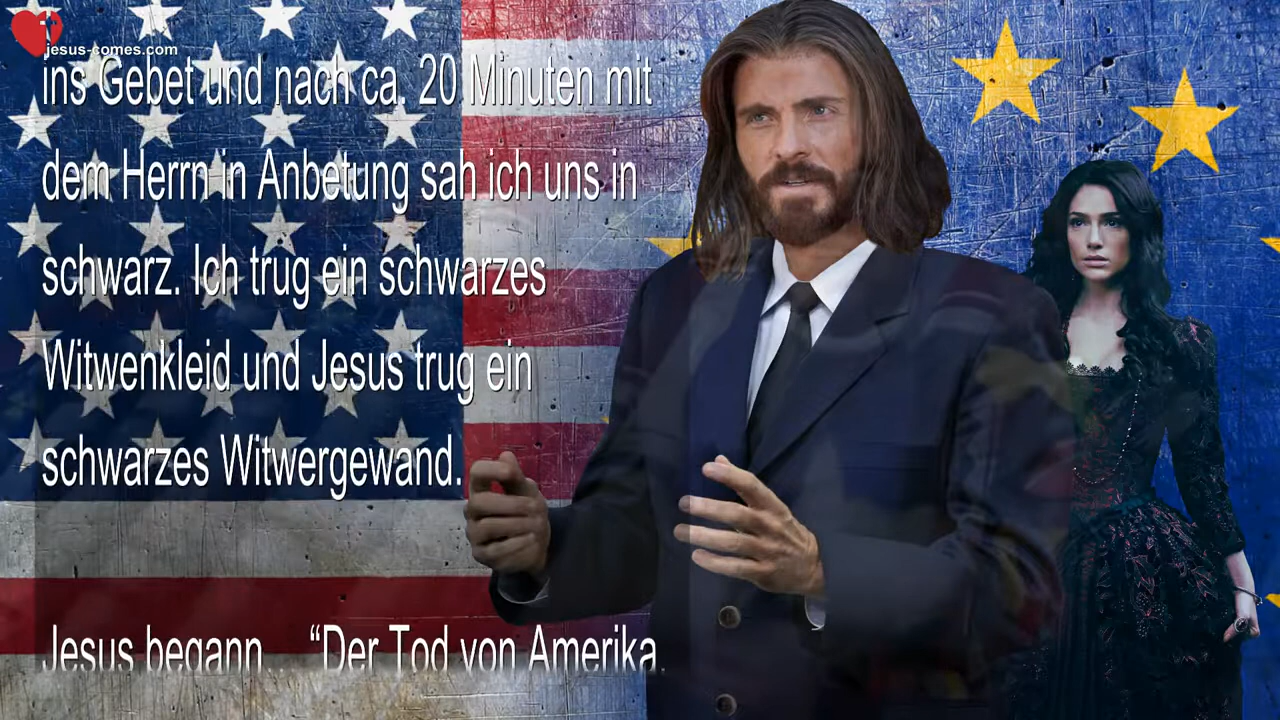 jesus-comes.com
ins Gebet und nach ca. 20 Minuten mit
dem Herrn in Anbetung sah ich uns in
schwarz. Ich trug ein schwarzes
Witwenkleid und Jesus trug ein
schwarzes Witwergewand.
Jesus begann... “Der Tod von Amerika.